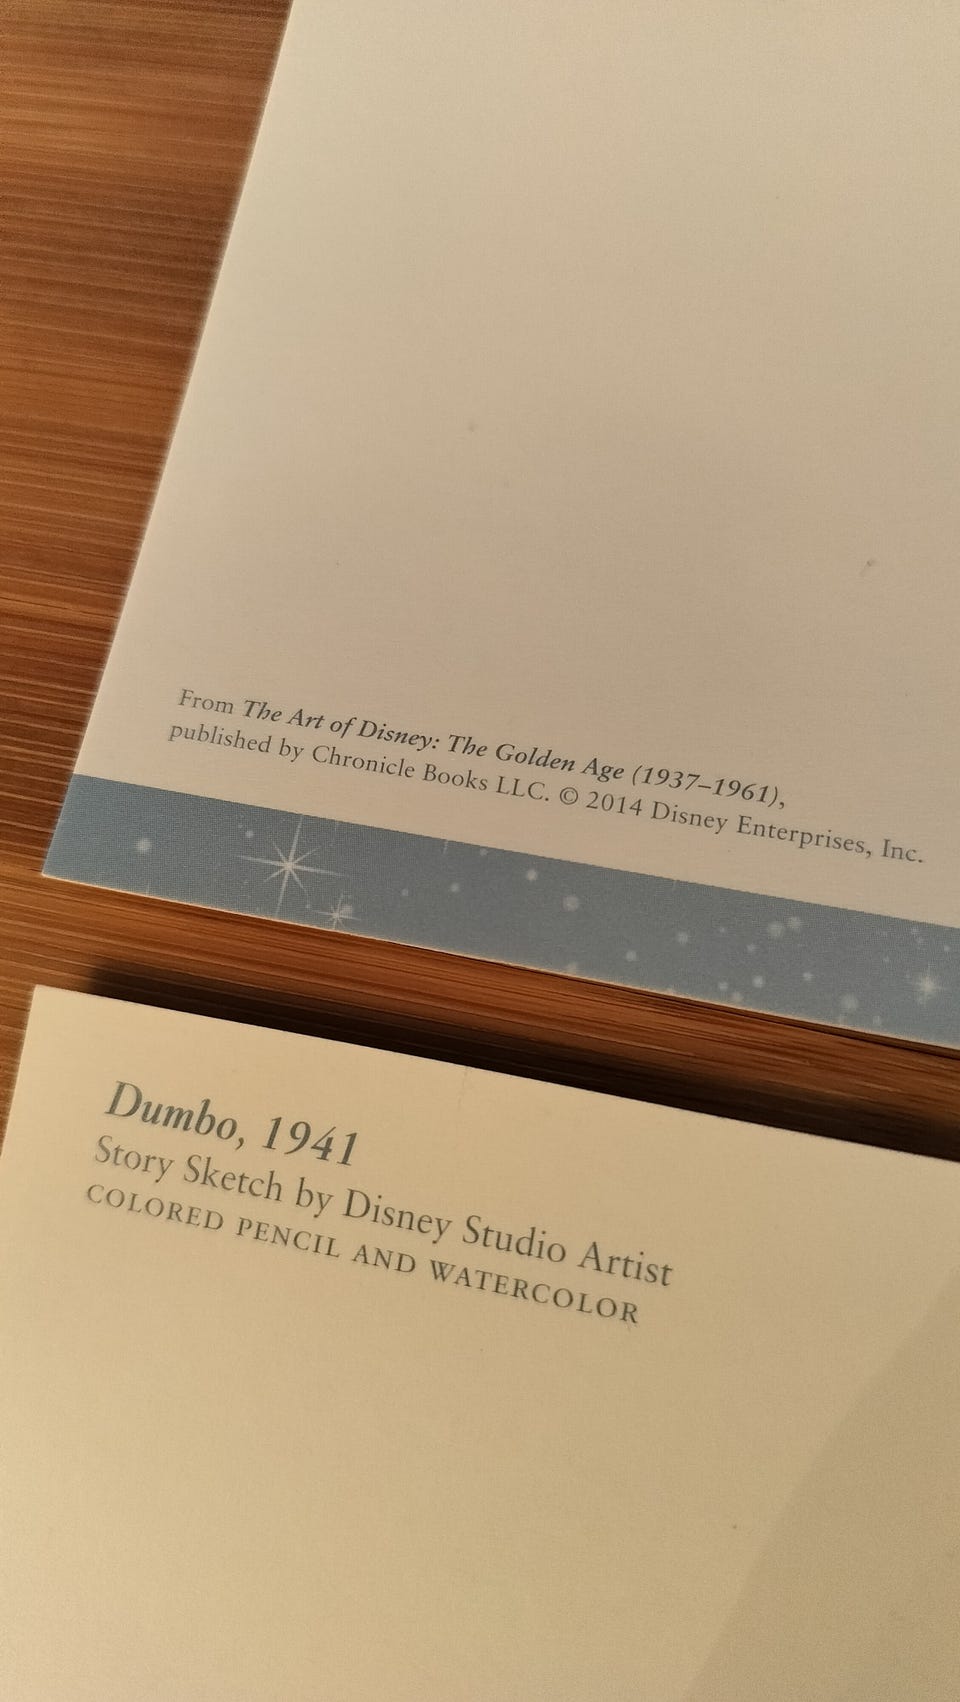 From The Art of Disney: The Golden Age (1937–1961),
published by Chronicle Books LLC. © 2014 Disney Enterprises, Inc.
Dumbo, 1941
Story Sketch by Disney Studio Artist
COLORED PENCIL AND WATERCOLOR